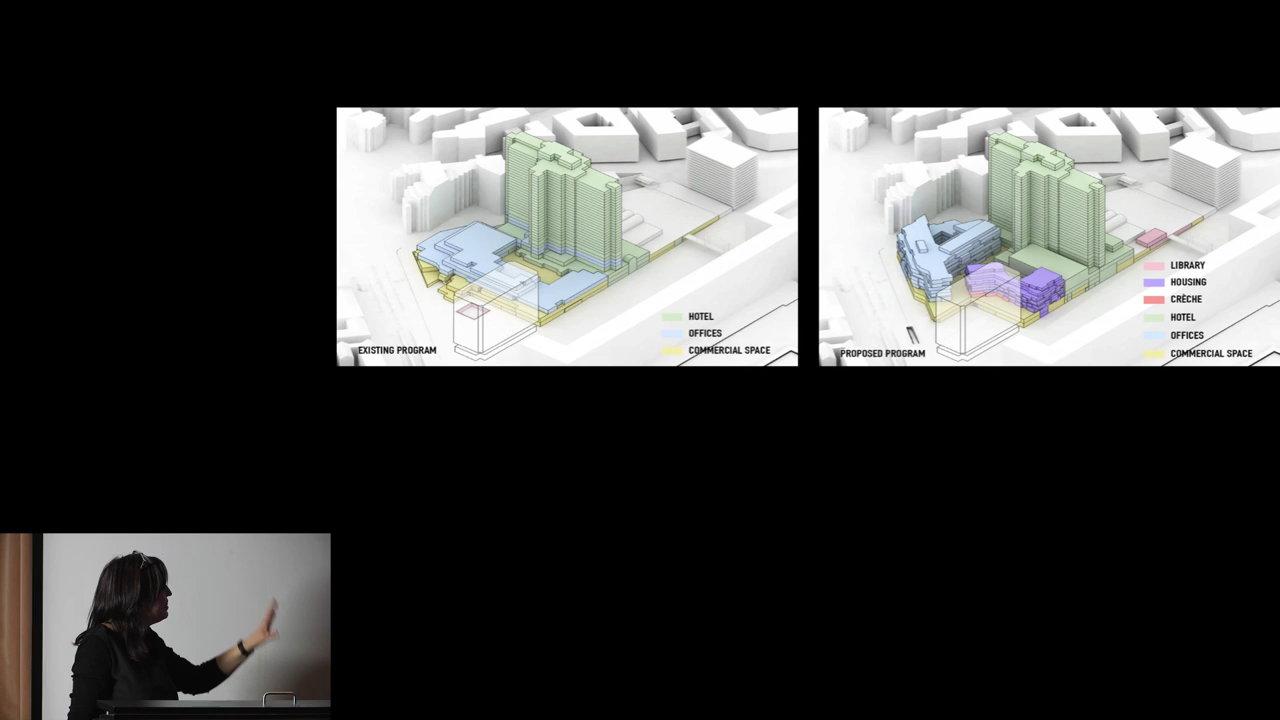 HOTEL
OFFICES
COMMERCIAL SPACE
EXISTING PROGRAM
LIBRARY
HOUSING
CRÈCHE
HOTEL
OFFICES
COMMERCIAL SPACE
PROPOSED PROGRAM